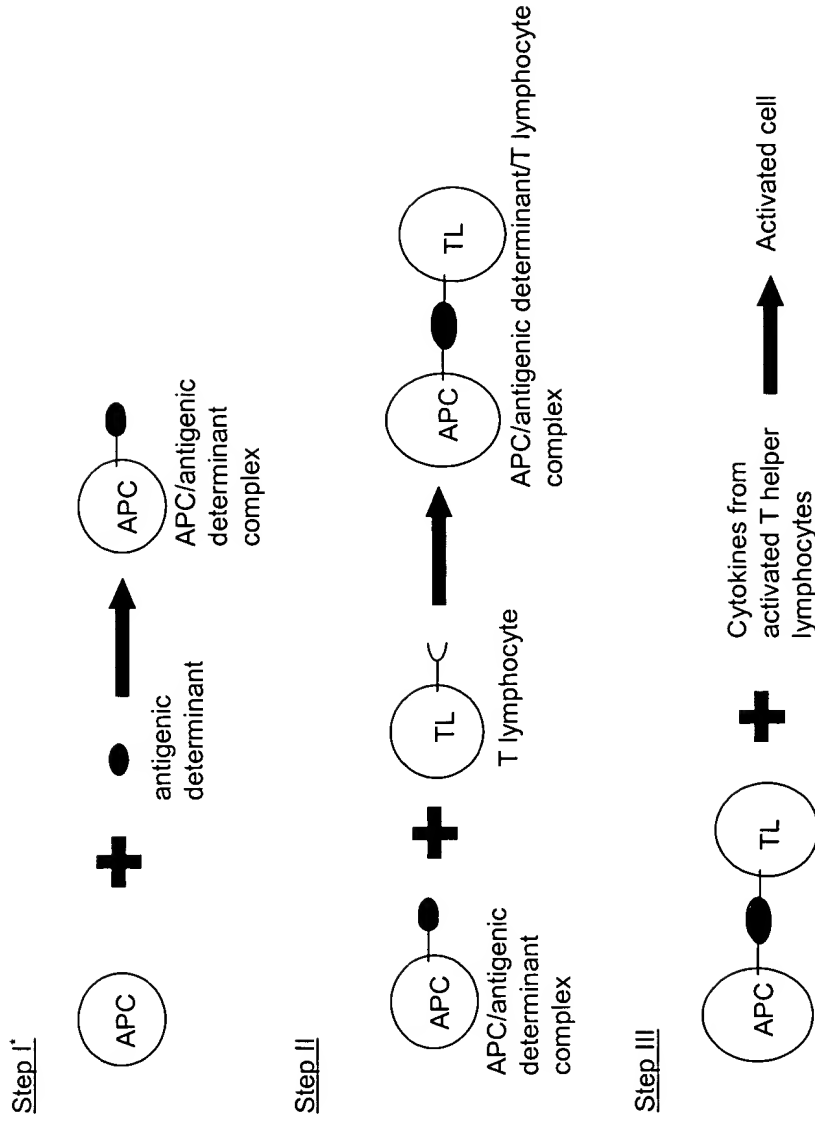 Step I*
APC
antigenic
determinant
APC
APC/antigenic
determinant
complex
Step II
APC
APC/antigenic
determinant
complex
TL
T lymphocyte
APC
TL
APC/antigenic determinant/T lymphocyte
complex
Step III
APC
TL
Cytokines from
activated T helper
lymphocytes
Activated cell